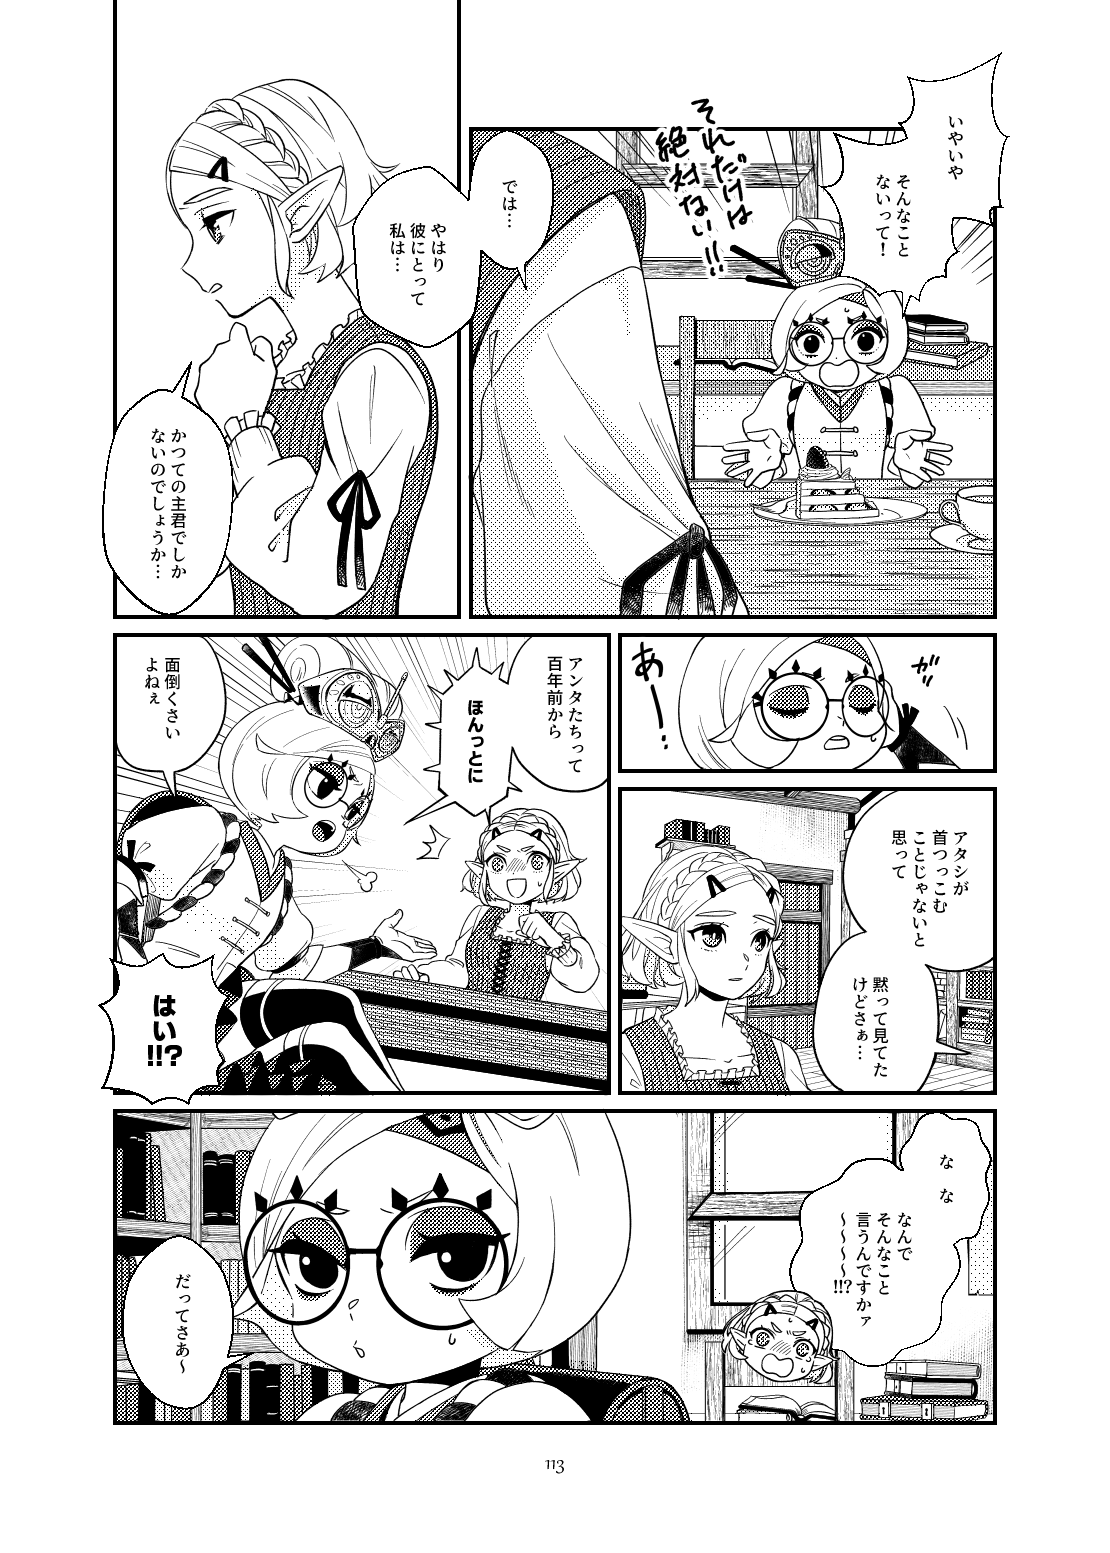 いやいや
そんなこと
ないって！
それだけは
絶対ない!!
では…
やはり
彼にとって
私は…
かつての主君でしか
ないのでしょうか…
ガリ
あー…
アタシが
首つっこむ
ことじゃないと
思って
黙って見てた
けどさぁ…
アンタたちって
百年前から
ほんっとに
面倒くさい
よねぇ
はい!!?
な　な
なんで
そんなこと
言うんですかァ
～～～～!!?
だってさあ～
113